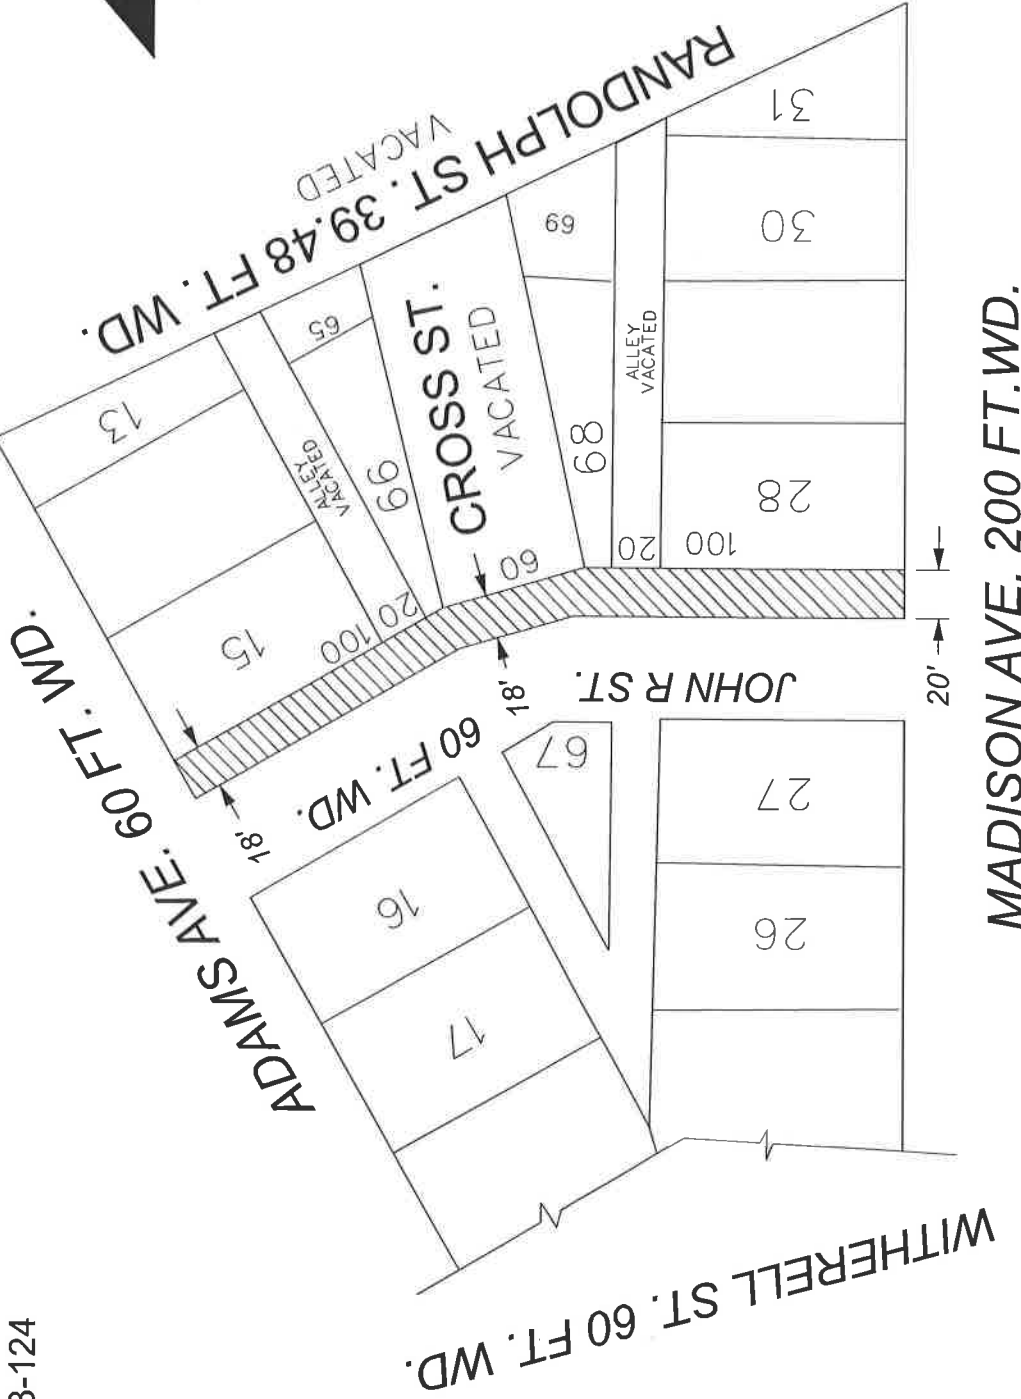 3-124
RANDOLPH ST. 39.48 FT. WD.
VACATED
ADAMS AVE. 60 FT. WD.
13
15
100
20
ALLEY
VACATED
65
66
CROSS ST.
VACATED
60
69
68
ALLEY
VACATED
20
100
31
30
28
18'
18'
20'
JOHN R ST. 60 FT. WD.
16
17
67
27
26
WITHERELL ST. 60 FT. WD.
MADISON AVE. 200 FT.WD.